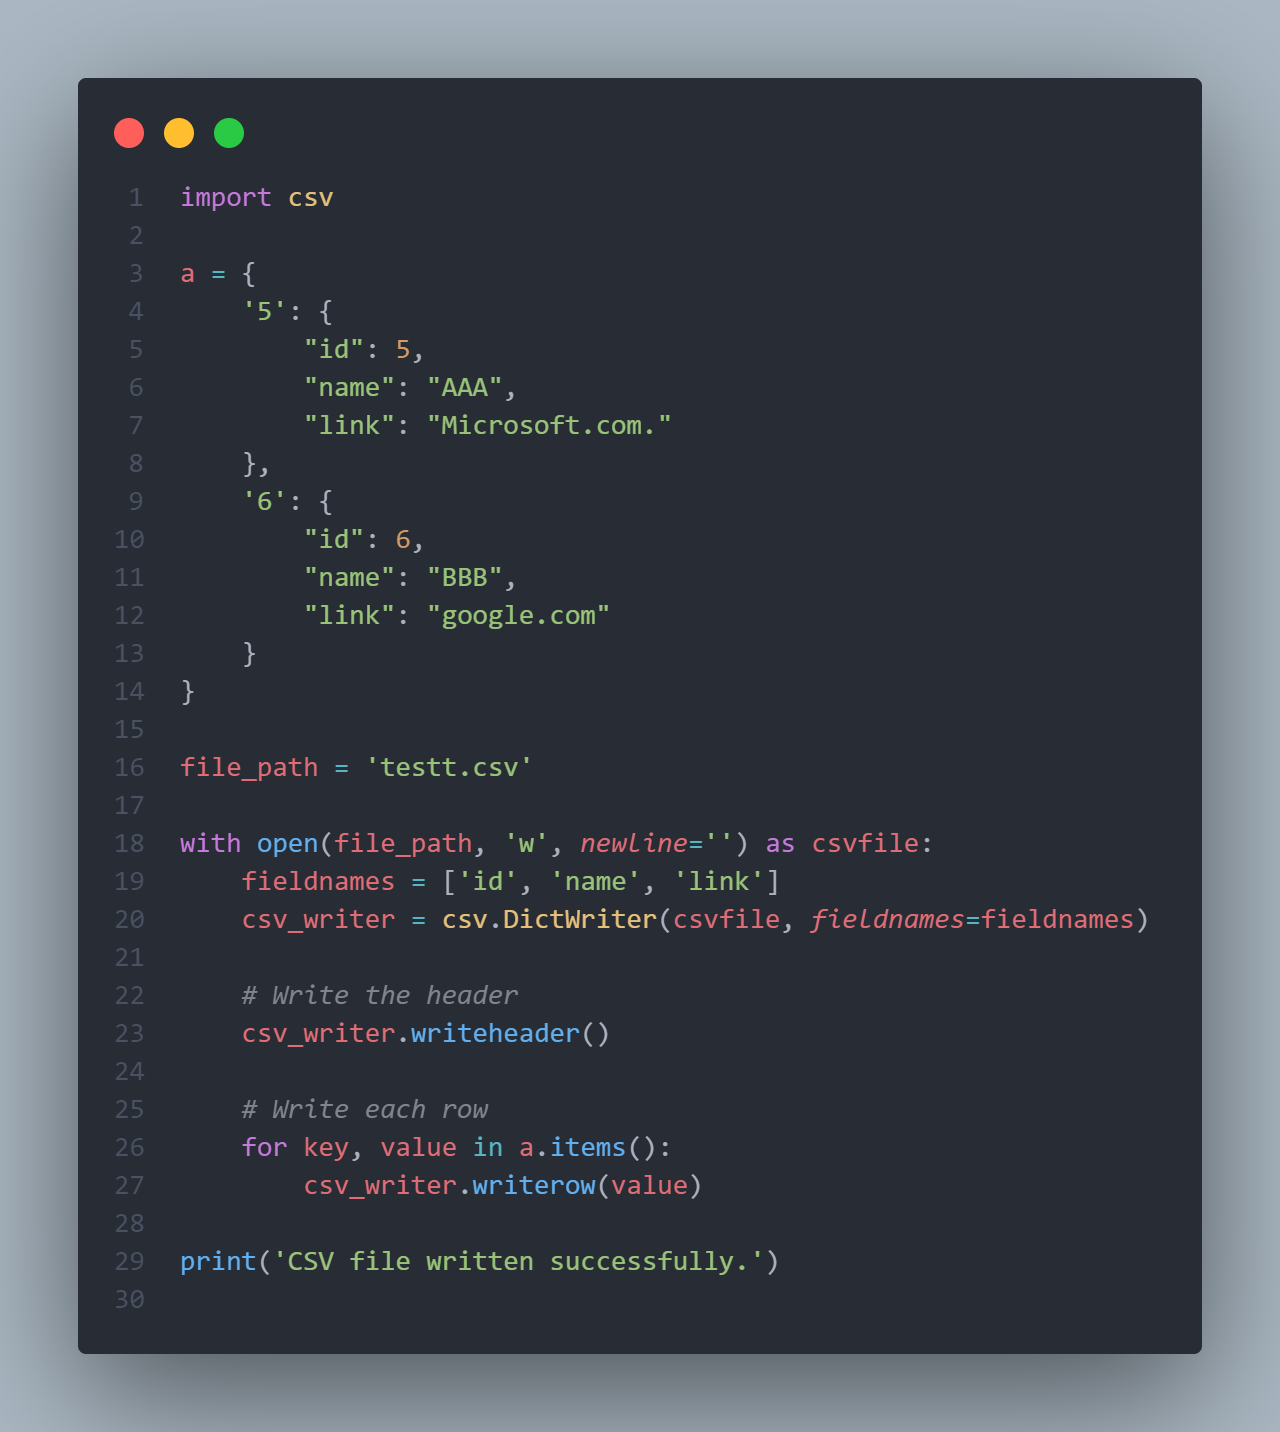 1 import csv
2
3 a = {
4     '5': {
5         "id": 5,
6         "name": "AAA",
7         "link": "Microsoft.com."
8     },
9     '6': {
10         "id": 6,
11         "name": "BBB",
12         "link": "google.com"
13     }
14 }
15
16 file_path = 'testt.csv'
17
18 with open(file_path, 'w', newline='') as csvfile:
19     fieldnames = ['id', 'name', 'link']
20     csv_writer = csv.DictWriter(csvfile, fieldnames=fieldnames)
21
22     # Write the header
23     csv_writer.writeheader()
24
25     # Write each row
26     for key, value in a.items():
27         csv_writer.writerow(value)
28
29 print('CSV file written successfully.')
30